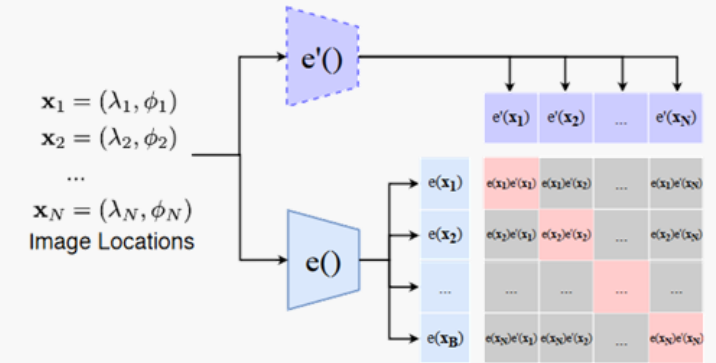 e'()
x₁ = (λ₁, ϕ₁)
x₂ = (λ₂, ϕ₂)
...
x_N = (λ_N, ϕ_N)
Image Locations
e'(x₁) e'(x₂) ... e'(x_N)
e()
e(x₁) e(x₁)e'(x₁) e(x₁)e'(x₂) ... e(x₁)e'(x_N)
e(x₂) e(x₂)e'(x₁) e(x₂)e'(x₂) ... e(x₂)e'(x_N)
... ... ... ... ...
e(x_B) e(x_N)e'(x₁) e(x_N)e'(x₂) ... e(x_N)e'(x_N)